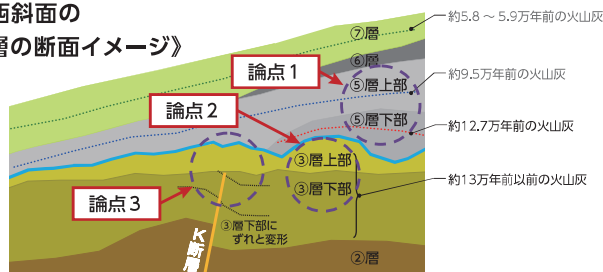 西斜面の
層の断面イメージ》
約5.8 ～ 5.9万年前の火山灰
⑦層
⑥層
論点1
約9.5万年前の火山灰
⑤層上部
論点2
⑤層下部
約12.7万年前の火山灰
③層上部
約13万年前以前の火山灰
③層下部
論点3
③層下部に
ずれと変形
K断層
②層